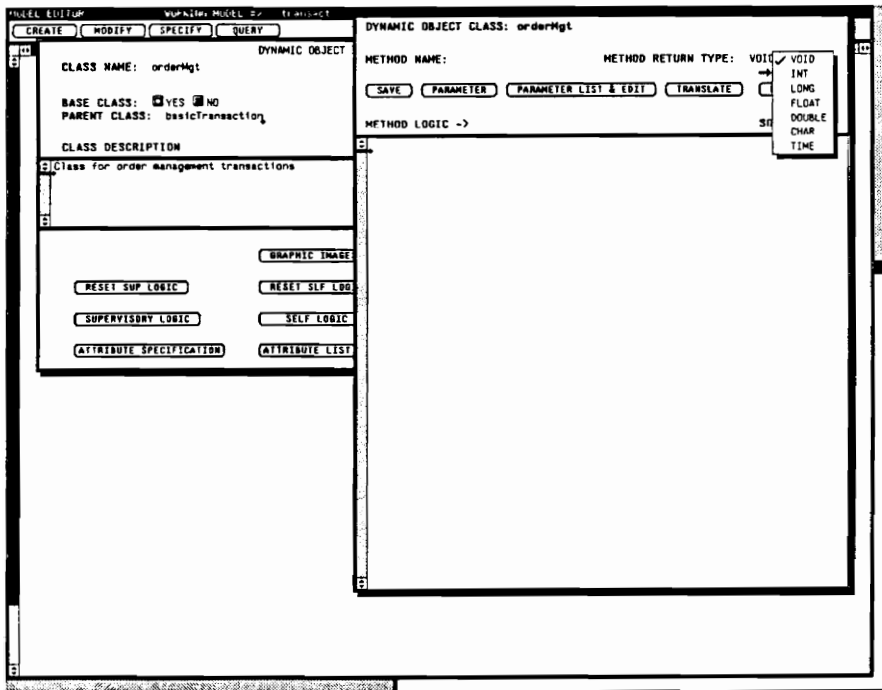 MODEL EDITOR WORKING MODEL => transact
CREATE MODIFY SPECIFY QUERY
DYNAMIC OBJECT
CLASS NAME: orderMgt
BASE CLASS: YES NO
PARENT CLASS: basicTransaction
CLASS DESCRIPTION
Class for order management transactions
GRAPHIC IMAGE
RESET SUP LOGIC RESET SLF LOG
SUPERVISORY LOGIC SELF LOGIC
ATTRIBUTE SPECIFICATION ATTRIBUTE LIST
DYNAMIC OBJECT CLASS: orderMgt
METHOD NAME: METHOD RETURN TYPE: VOID
SAVE PARAMETER PARAMETER LIST & EDIT TRANSLATE
METHOD LOGIC ->
VOID
INT
LONG
FLOAT
DOUBLE
CHAR
TIME